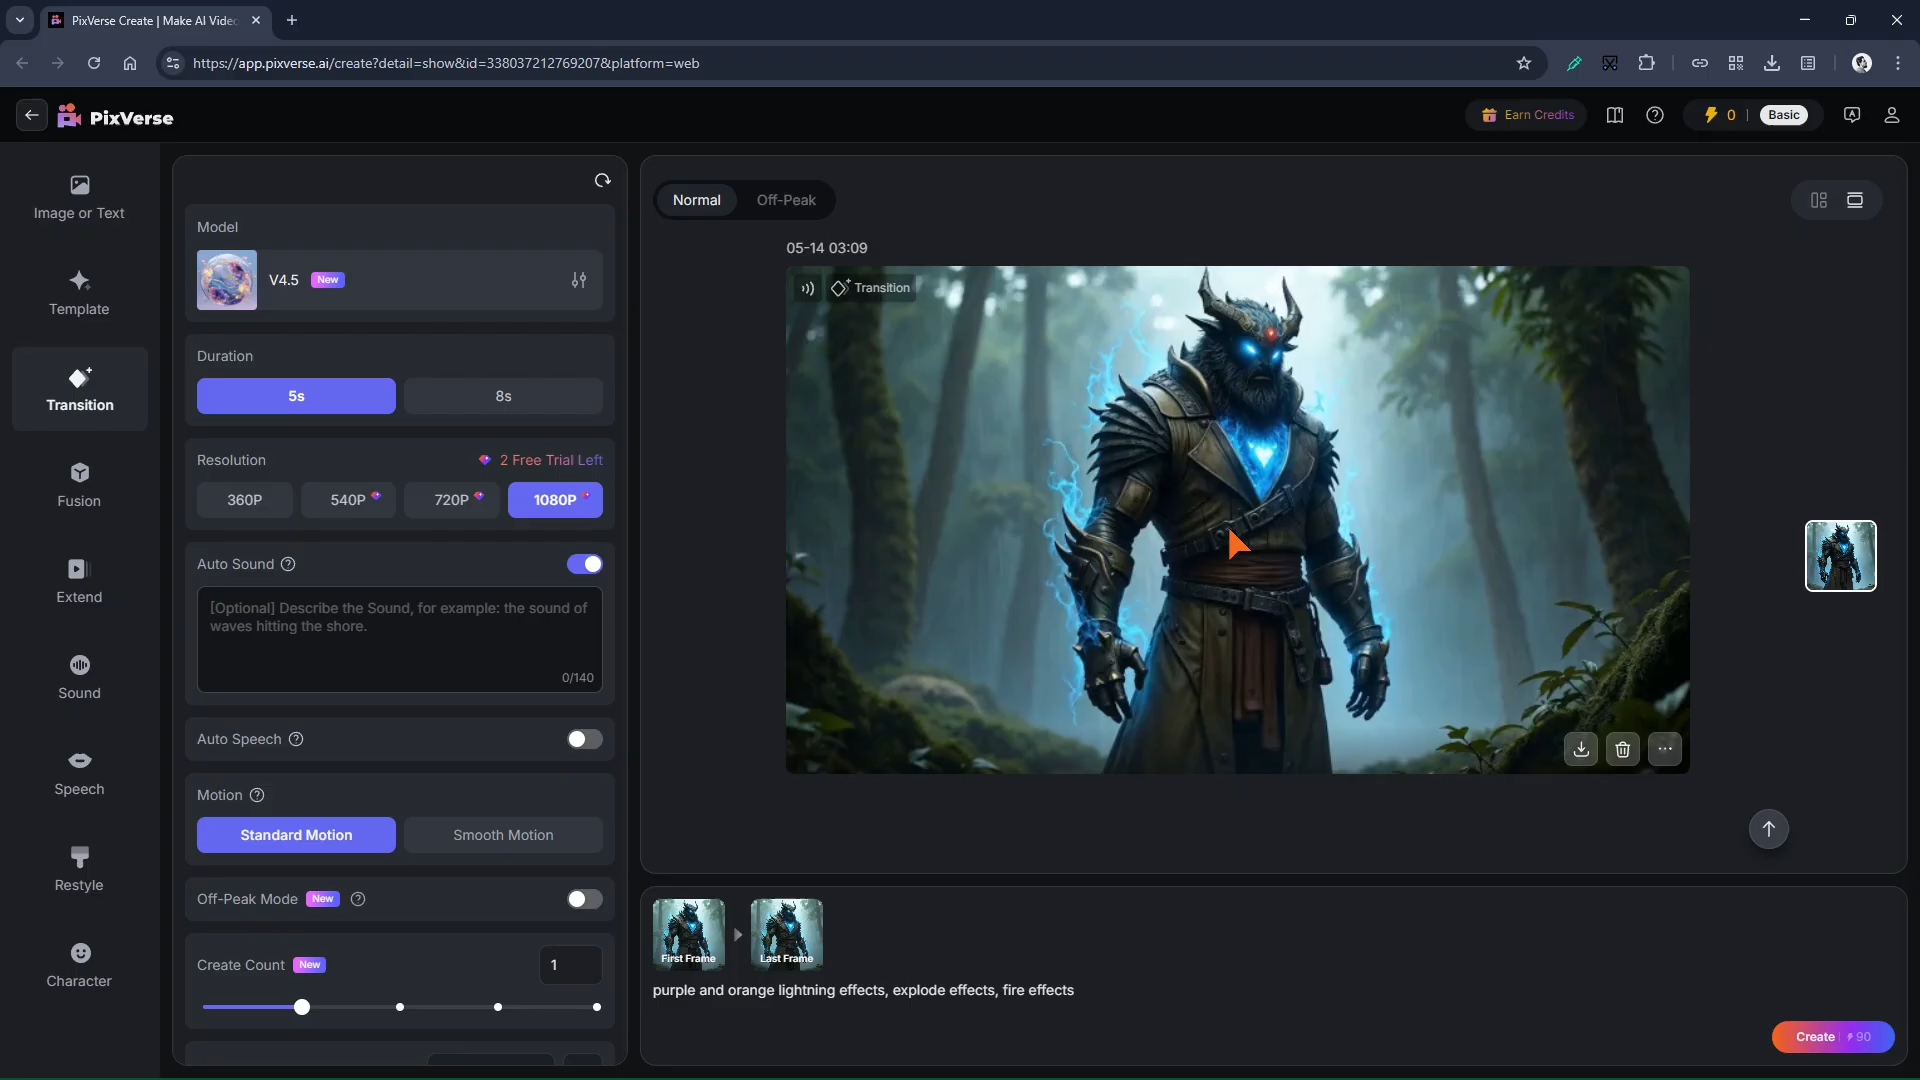 PixVerse Create | Make AI Video
https://app.pixverse.ai/create?detail=show&id=338037212769207&platform=web
PixVerse
Earn Credits
0
Basic
Image or Text
Template
Transition
Fusion
Extend
Sound
Speech
Restyle
Character
Model
V4.5 New
Duration
5s 8s
Resolution 2 Free Trial Left
360P 540P 720P 1080P
Auto Sound
[Optional] Describe the Sound, for example: the sound of
waves hitting the shore.
0/140
Auto Speech
Motion
Standard Motion Smooth Motion
Off-Peak Mode New
Create Count New 1
Normal Off-Peak
05-14 03:09
Transition
First Frame Last Frame
purple and orange lightning effects, explode effects, fire effects
Create 90